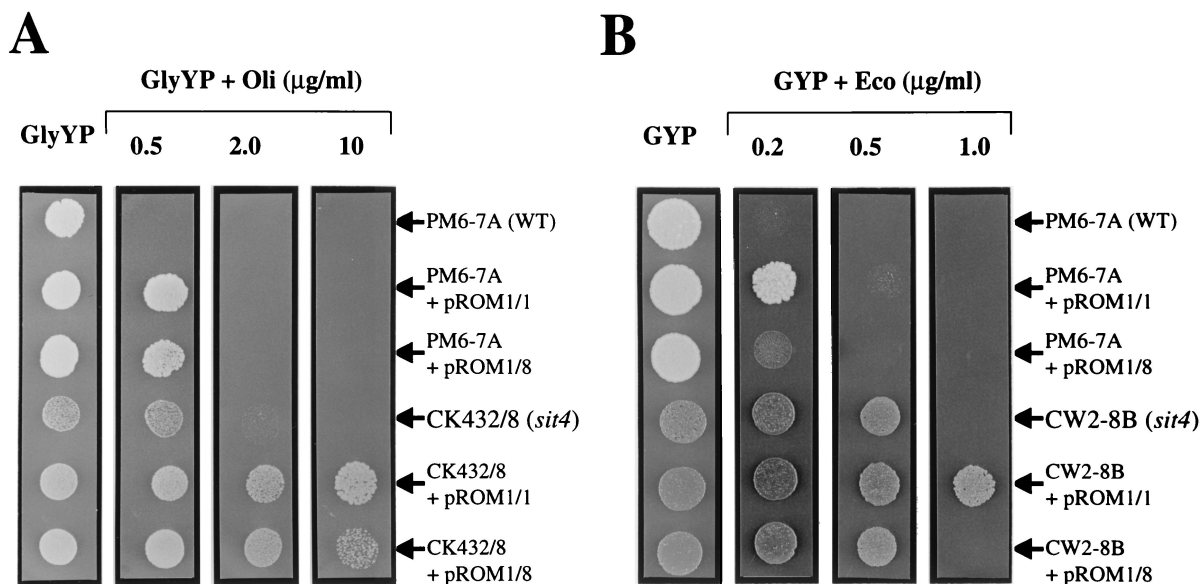 A
GlyYP + Oli (µg/ml)
GlyYP
0.5
2.0
10
PM6-7A (WT)
PM6-7A
+ pROM1/1
PM6-7A
+ pROM1/8
CK432/8 (sit4)
CK432/8
+ pROM1/1
CK432/8
+ pROM1/8
B
GYP + Eco (µg/ml)
GYP
0.2
0.5
1.0
PM6-7A (WT)
PM6-7A
+ pROM1/1
PM6-7A
+ pROM1/8
CW2-8B (sit4)
CW2-8B
+ pROM1/1
CW2-8B
+ pROM1/8